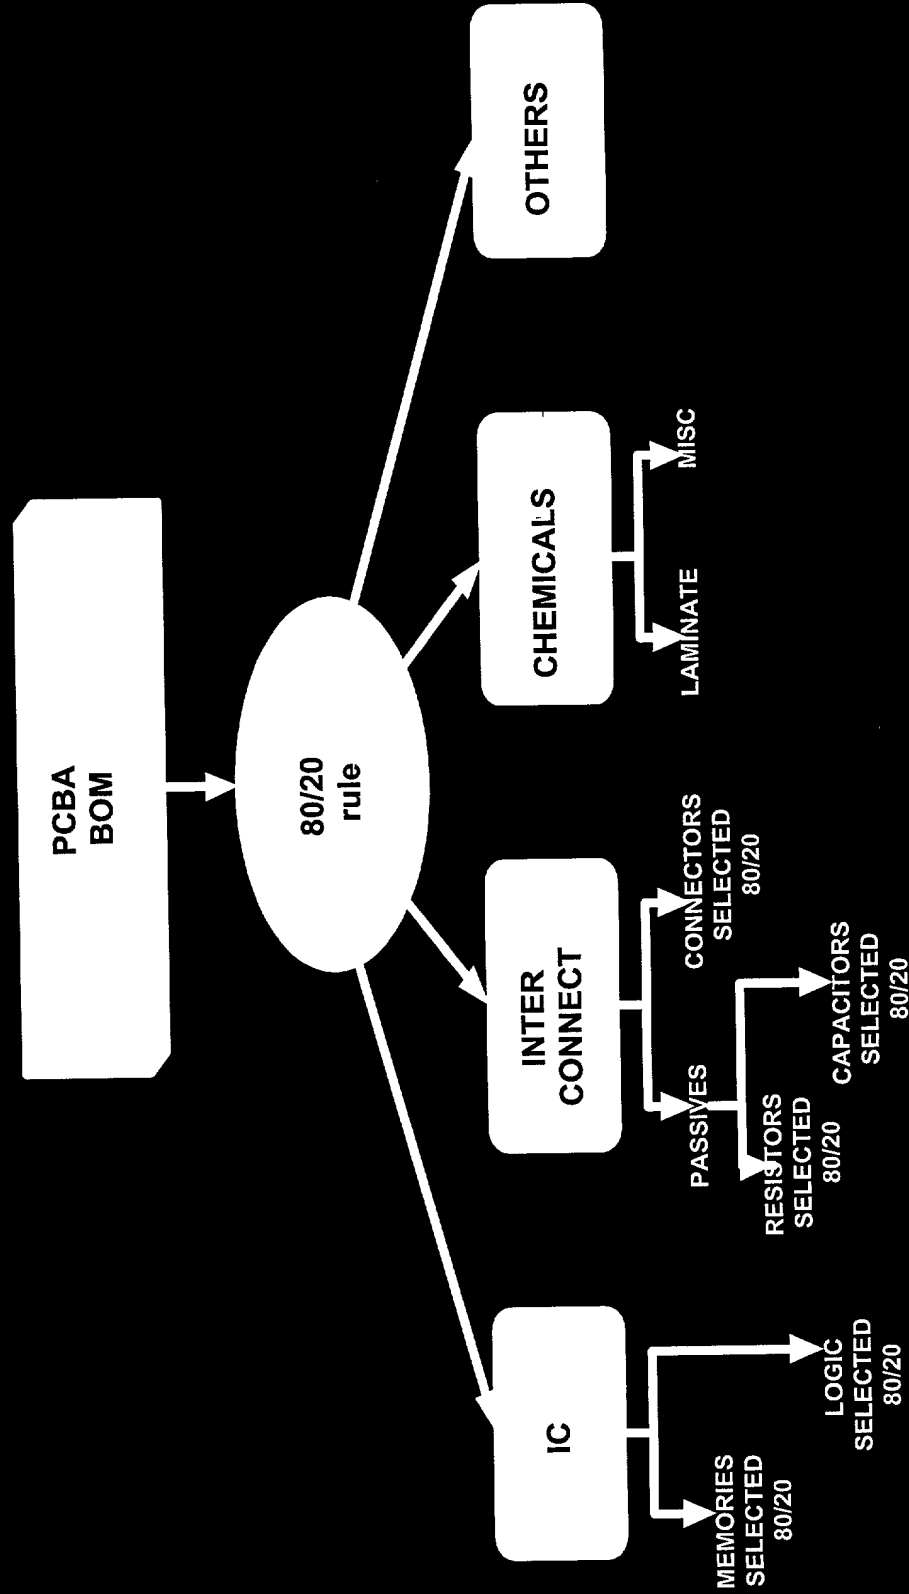 PCBA
BOM
80/20
rule
IC
INTER
CONNECT
CHEMICALS
OTHERS
MEMORIES
SELECTED
80/20
LOGIC
SELECTED
80/20
PASSIVES
RESISTORS
SELECTED
80/20
CAPACITORS
SELECTED
80/20
CONNECTORS
SELECTED
80/20
LAMINATE
MISC